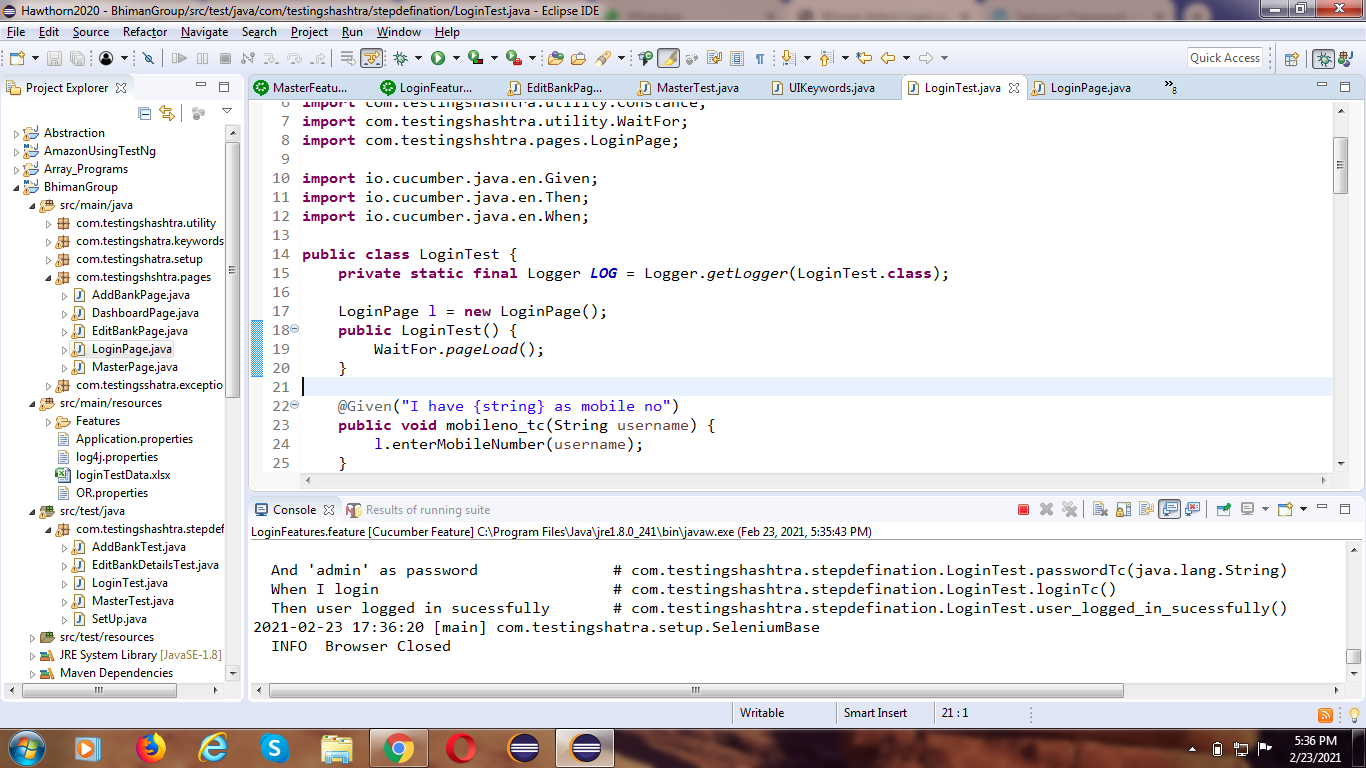 Hawthorn2020 - BhimanGroup/src/test/java/com/testingshashtra/stepdefination/LoginTest.java - Eclipse IDE
File Edit Source Refactor Navigate Search Project Run Window Help
Quick Access
Project Explorer
MasterFeatu... LoginFeatur... EditBankPag... MasterTest.java UIKeywords.java LoginTest.java LoginPage.java »8
Abstraction
AmazonUsingTestNg
Array_Programs
BhimanGroup
src/main/java
com.testingshashtra.utility
com.testingshatra.keywords
com.testingshatra.setup
com.testingshshtra.pages
AddBankPage.java
DashboardPage.java
EditBankPage.java
LoginPage.java
MasterPage.java
com.testingsshatra.exceptio
src/main/resources
Features
Application.properties
log4j.properties
loginTestData.xlsx
OR.properties
src/test/java
com.testingshashtra.stepdef
AddBankTest.java
EditBankDetailsTest.java
LoginTest.java
MasterTest.java
SetUp.java
src/test/resources
JRE System Library [JavaSE-1.8]
Maven Dependencies
6 import com.testingshashtra.utility.Constance;
7 import com.testingshashtra.utility.WaitFor;
8 import com.testingshshtra.pages.LoginPage;
9
10 import io.cucumber.java.en.Given;
11 import io.cucumber.java.en.Then;
12 import io.cucumber.java.en.When;
13
14 public class LoginTest {
15 private static final Logger LOG = Logger.getLogger(LoginTest.class);
16
17 LoginPage l = new LoginPage();
18 public LoginTest() {
19 WaitFor.pageLoad();
20 }
21
22 @Given("I have {string} as mobile no")
23 public void mobileno_tc(String username) {
24 l.enterMobileNumber(username);
25 }
Console Results of running suite
LoginFeatures.feature [Cucumber Feature] C:\Program Files\Java\jre1.8.0_241\bin\javaw.exe (Feb 23, 2021, 5:35:43 PM)
And 'admin' as password # com.testingshashtra.stepdefination.LoginTest.passwordTc(java.lang.String)
When I login # com.testingshashtra.stepdefination.LoginTest.loginTc()
Then user logged in sucessfully # com.testingshashtra.stepdefination.LoginTest.user_logged_in_sucessfully()
2021-02-23 17:36:20 [main] com.testingshatra.setup.SeleniumBase
INFO Browser Closed
Writable Smart Insert 21 : 1
5:36 PM
2/23/2021